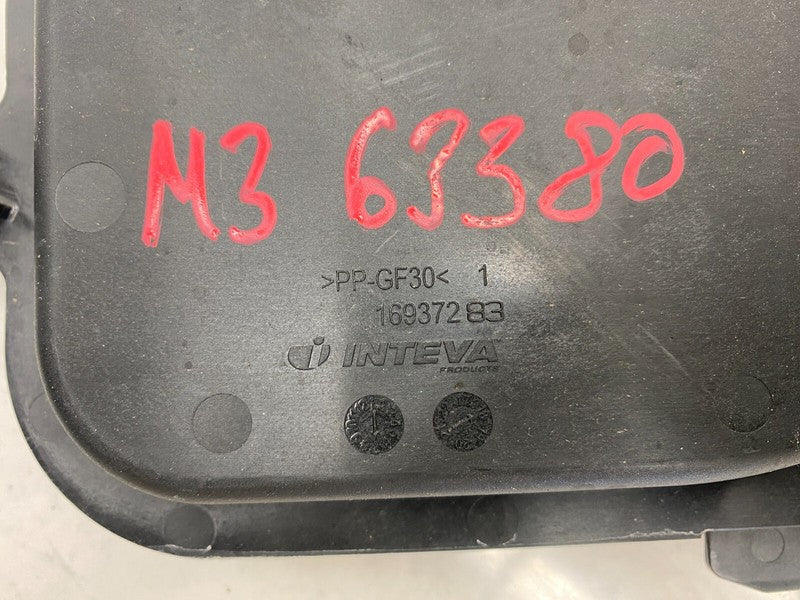 M3 63380
>PP-GF30< 1
16937283
INTEVA
PRODUCTS